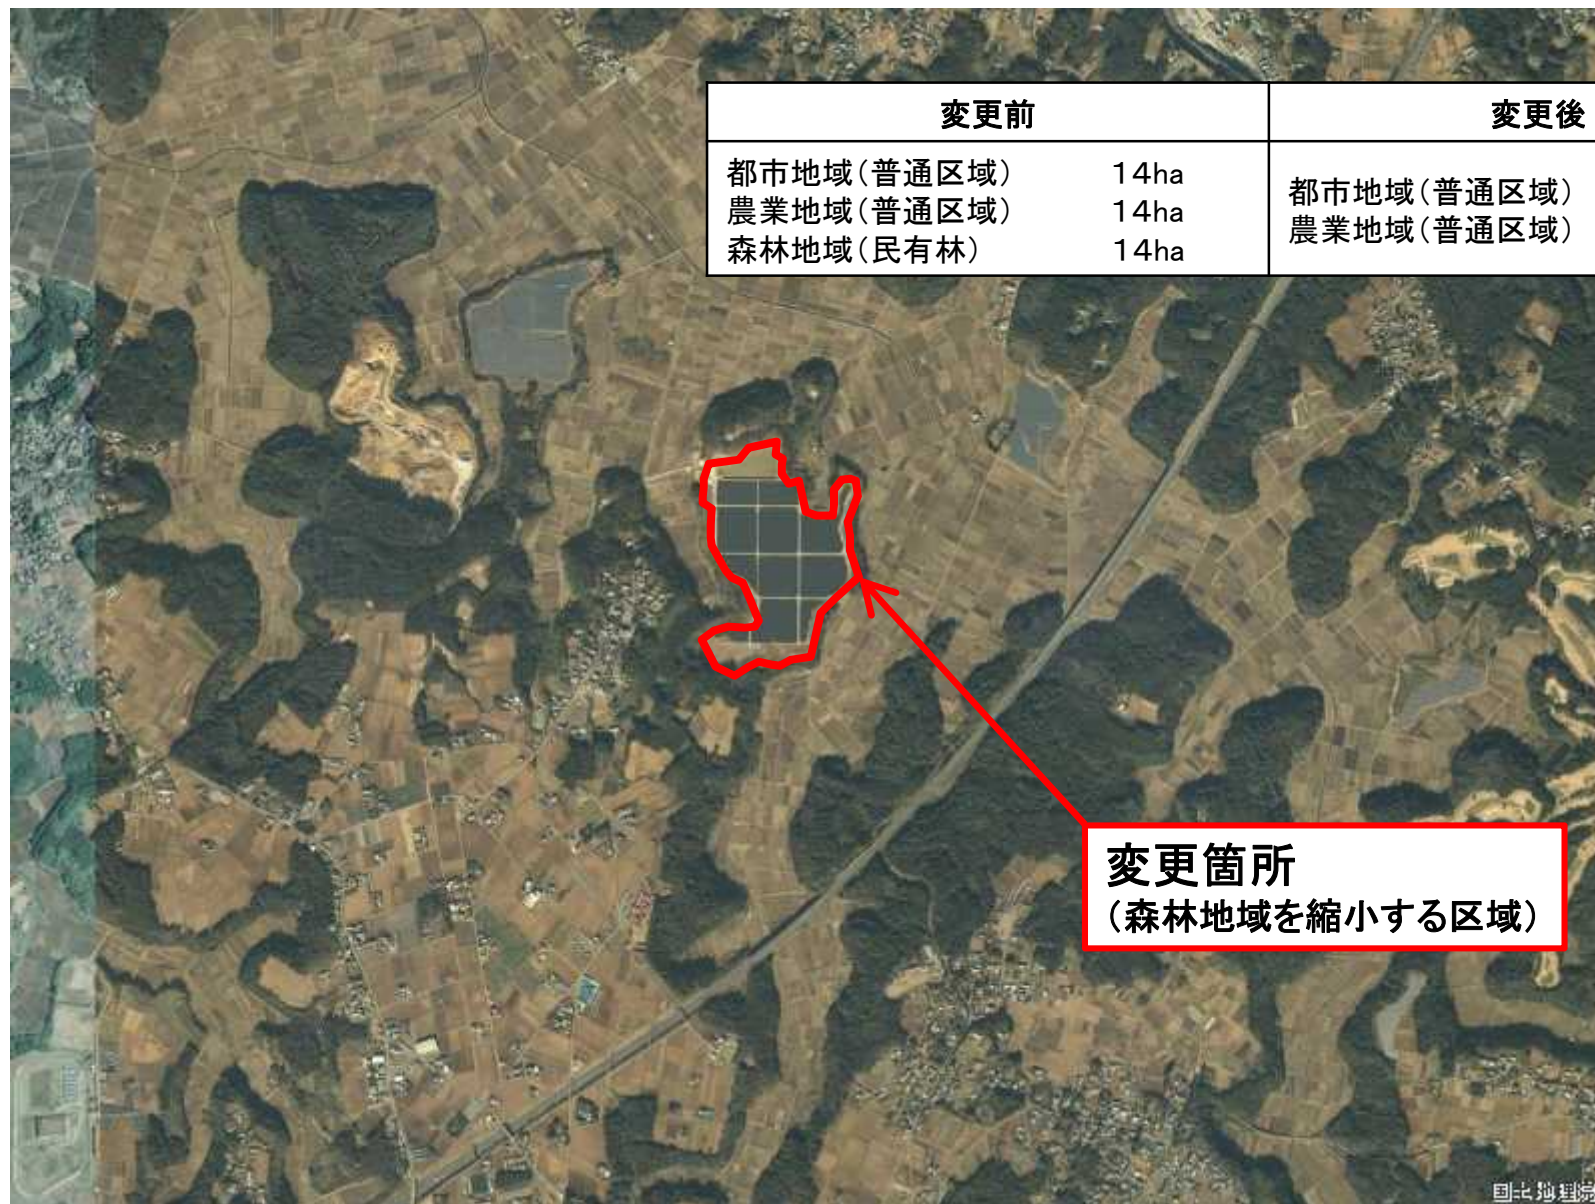 変更前
変更後
都市地域（普通区域） 14ha
農業地域（普通区域） 14ha
森林地域（民有林） 14ha
都市地域（普通区域）
農業地域（普通区域）
変更箇所
（森林地域を縮小する区域）
国土地理